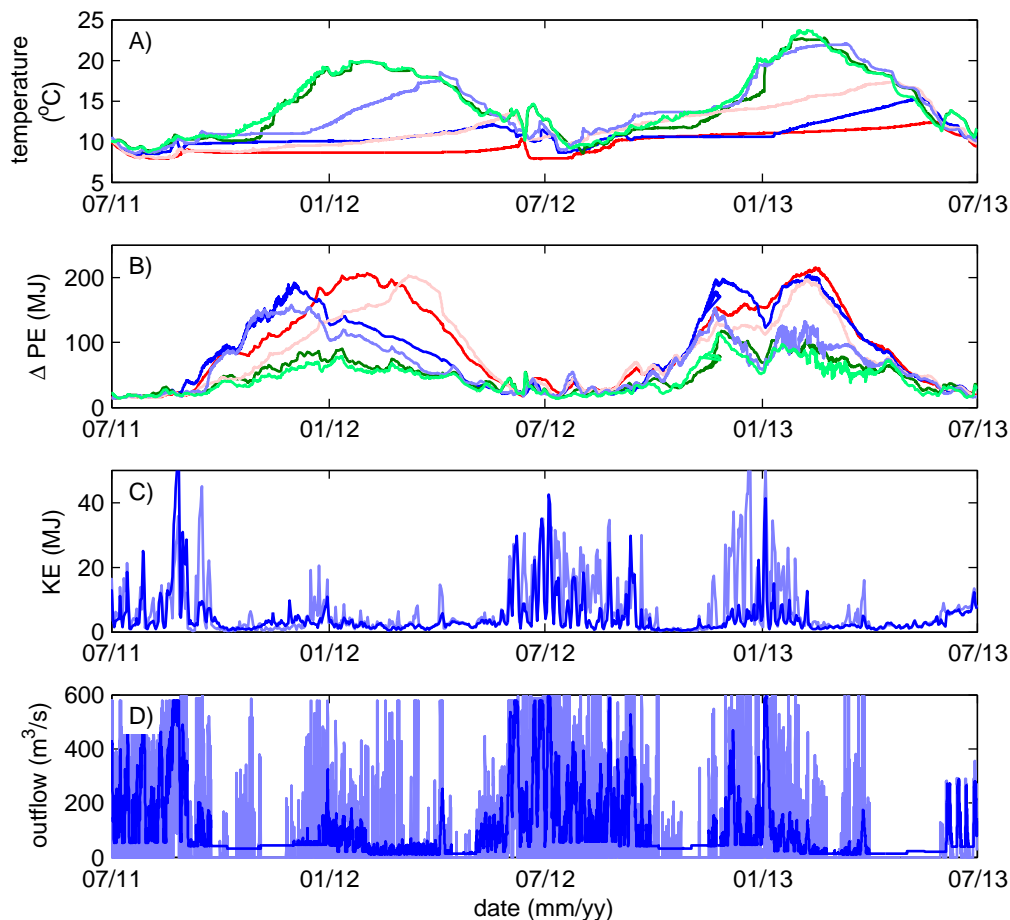 A)
temperature
(°C)
25
20
15
10
5
07/11 01/12 07/12 01/13 07/13
B)
Δ PE (MJ)
200
100
0
07/11 01/12 07/12 01/13 07/13
C)
KE (MJ)
40
20
0
07/11 01/12 07/12 01/13 07/13
D)
outflow (m³/s)
600
400
200
0
07/11 01/12 07/12 01/13 07/13
date (mm/yy)